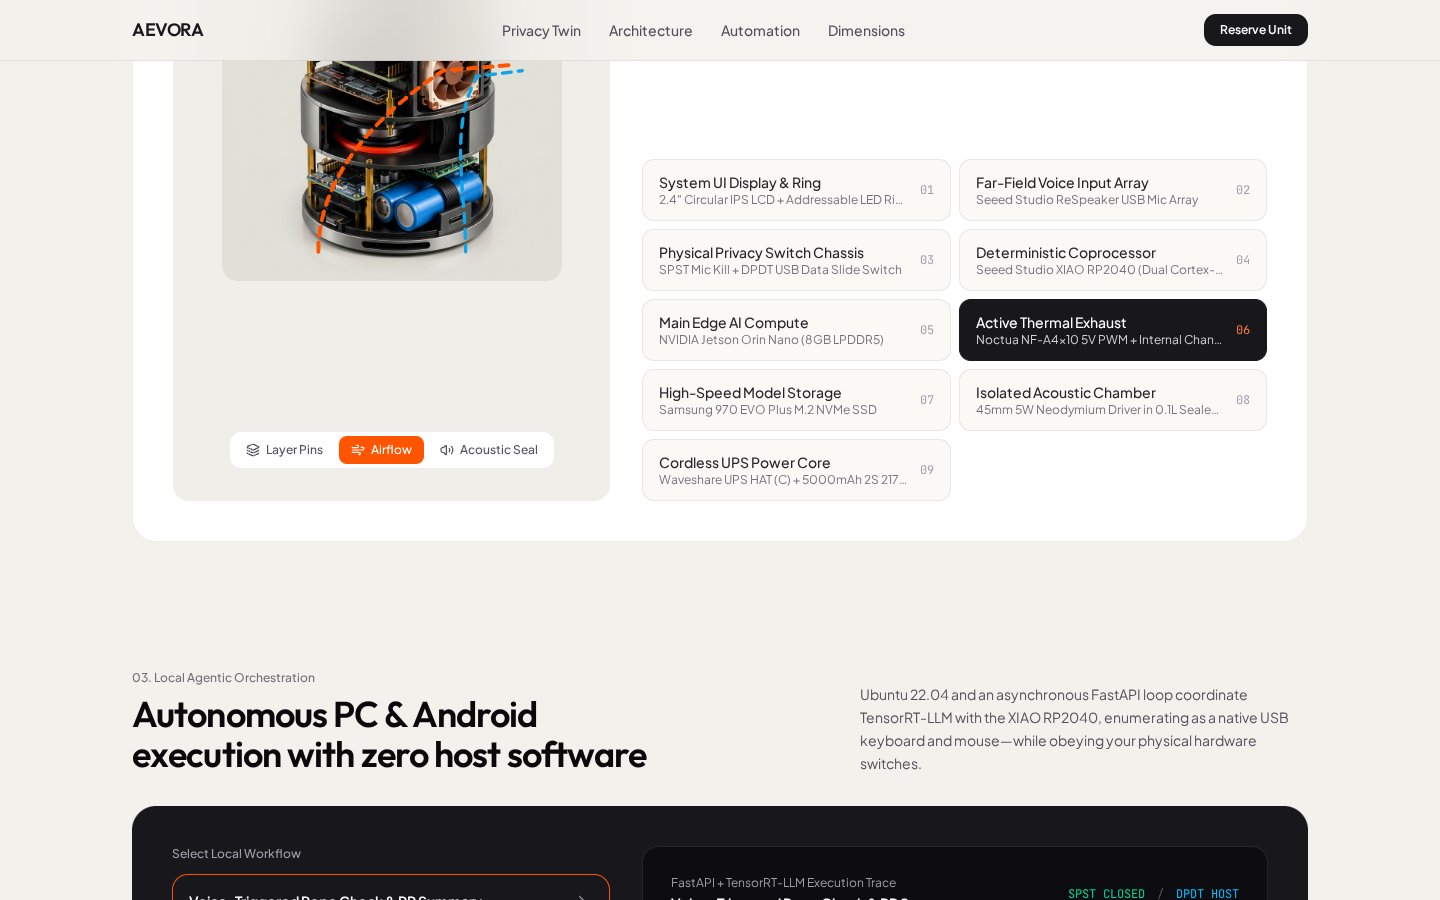 AEVORA
Privacy Twin
Architecture
Automation
Dimensions
Reserve Unit
System UI Display & Ring
2.4" Circular IPS LCD + Addressable LED Ri...
01
Far-Field Voice Input Array
Seeed Studio ReSpeaker USB Mic Array
02
Physical Privacy Switch Chassis
SPST Mic Kill + DPDT USB Data Slide Switch
03
Deterministic Coprocessor
Seeed Studio XIAO RP2040 (Dual Cortex-...
04
Main Edge AI Compute
NVIDIA Jetson Orin Nano (8GB LPDDR5)
05
Active Thermal Exhaust
Noctua NF-A4x10 5V PWM + Internal Chan...
06
High-Speed Model Storage
Samsung 970 EVO Plus M.2 NVMe SSD
07
Isolated Acoustic Chamber
45mm 5W Neodymium Driver in 0.1L Seale...
08
Cordless UPS Power Core
Waveshare UPS HAT (C) + 5000mAh 2S 217...
09
Layer Pins
Airflow
Acoustic Seal
03. Local Agentic Orchestration
Autonomous PC & Android
execution with zero host software
Ubuntu 22.04 and an asynchronous FastAPI loop coordinate
TensorRT-LLM with the XIAO RP2040, enumerating as a native USB
keyboard and mouse—while obeying your physical hardware
switches.
Select Local Workflow
FastAPI + TensorRT-LLM Execution Trace
SPST CLOSED / DPDT HOST